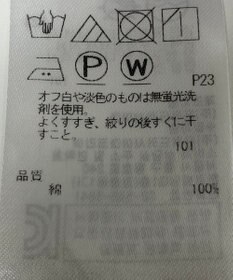 P W
P23
オフ白や淡色のものは無蛍光洗
剤を使用。
よくすすぎ、絞りの後すぐに干
すこと。
101
品質
綿 100%